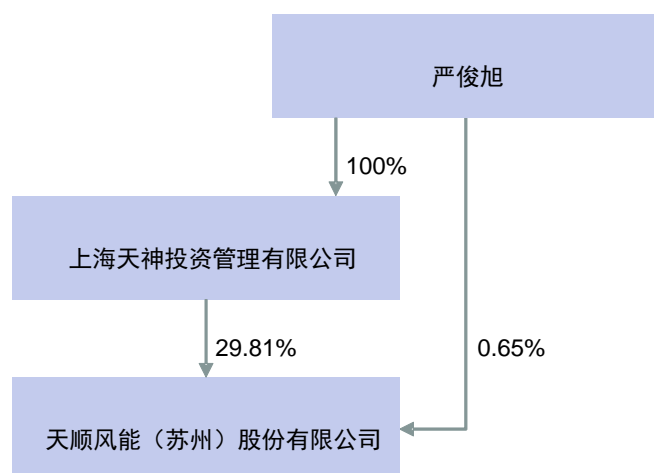 严俊旭
100%
上海天神投资管理有限公司
29.81%
0.65%
天顺风能（苏州）股份有限公司